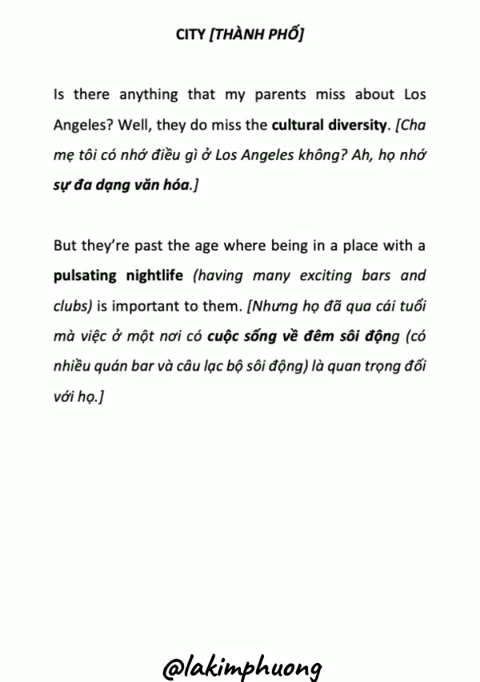 CITY [THÀNH PHỐ]
Is there anything that my parents miss about Los
Angeles? Well, they do miss the cultural diversity. [Cha
mẹ tôi có nhớ điều gì ở Los Angeles không? Ah, họ nhớ
sự đa dạng văn hóa.]
But they’re past the age where being in a place with a
pulsating nightlife (having many exciting bars and
clubs) is important to them. [Nhưng họ đã qua cái tuổi
mà việc ở một nơi có cuộc sống về đêm sôi động (có
nhiều quán bar và câu lạc bộ sôi động) là quan trọng đối
với họ.]
@lakimphuong